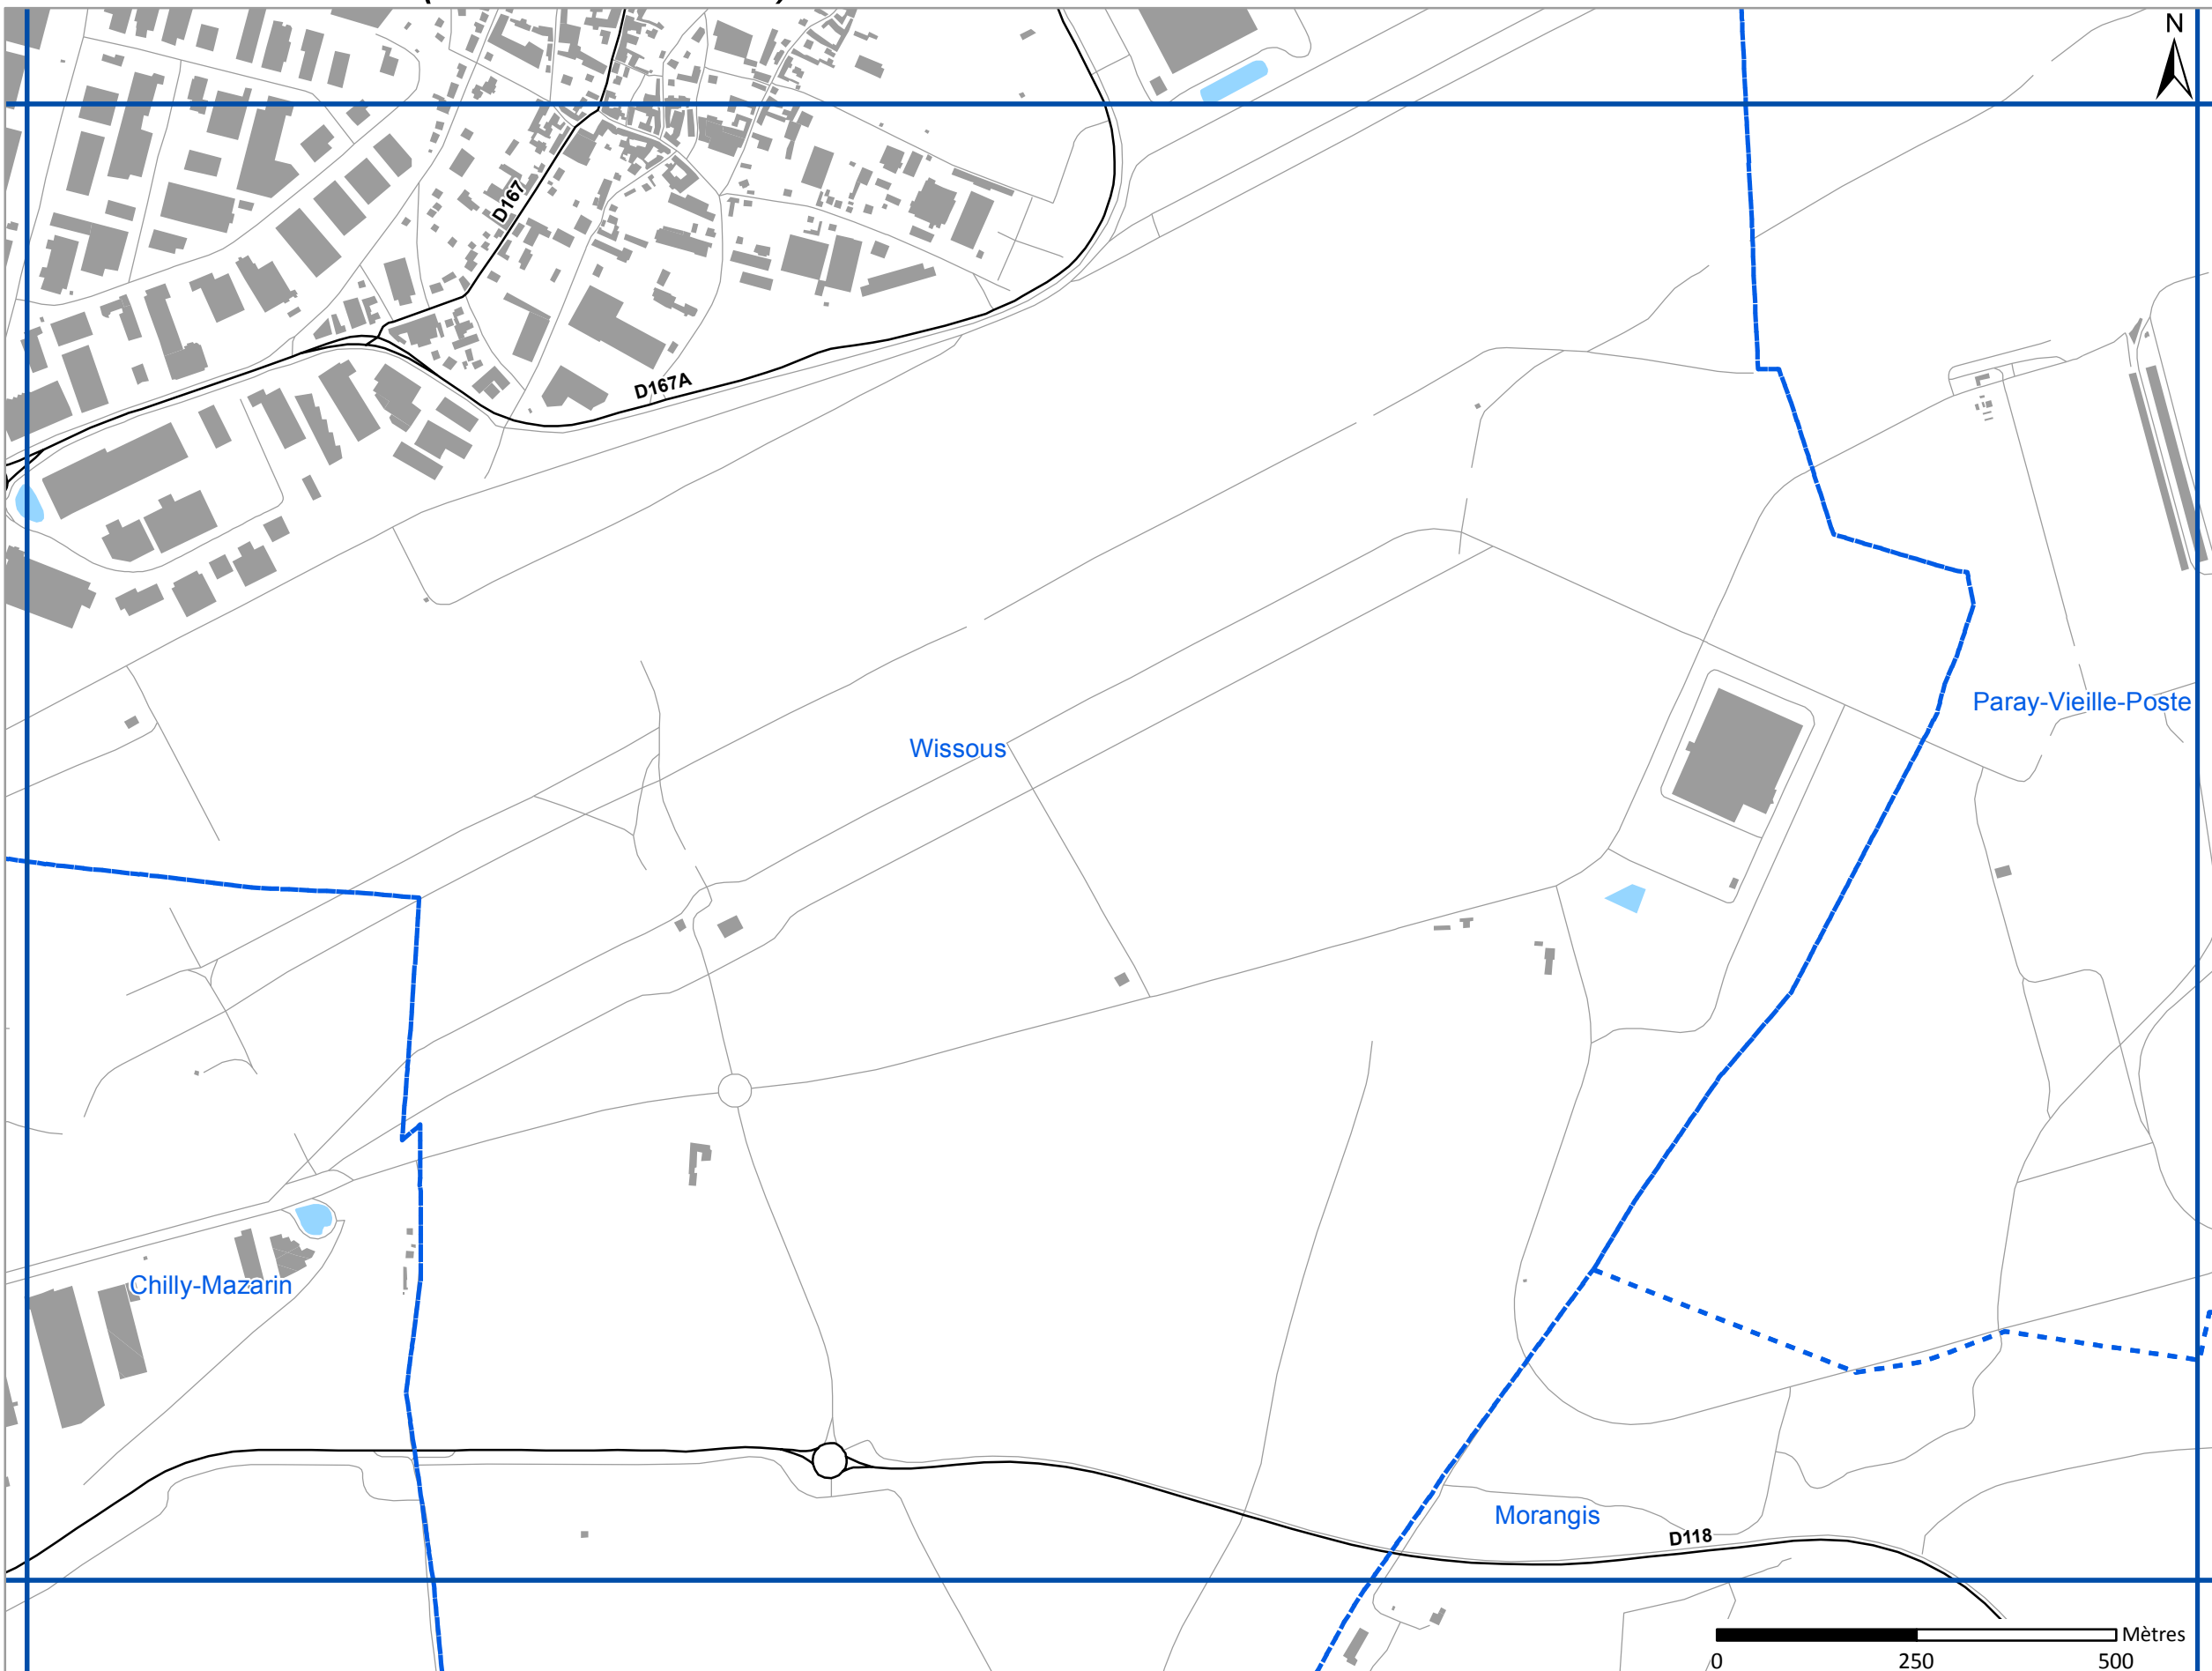 N
D167
D167A
Paray-Vieille-Poste
Wissous
Chilly-Mazarin
Morangis
D118
Mètres
0 250 500